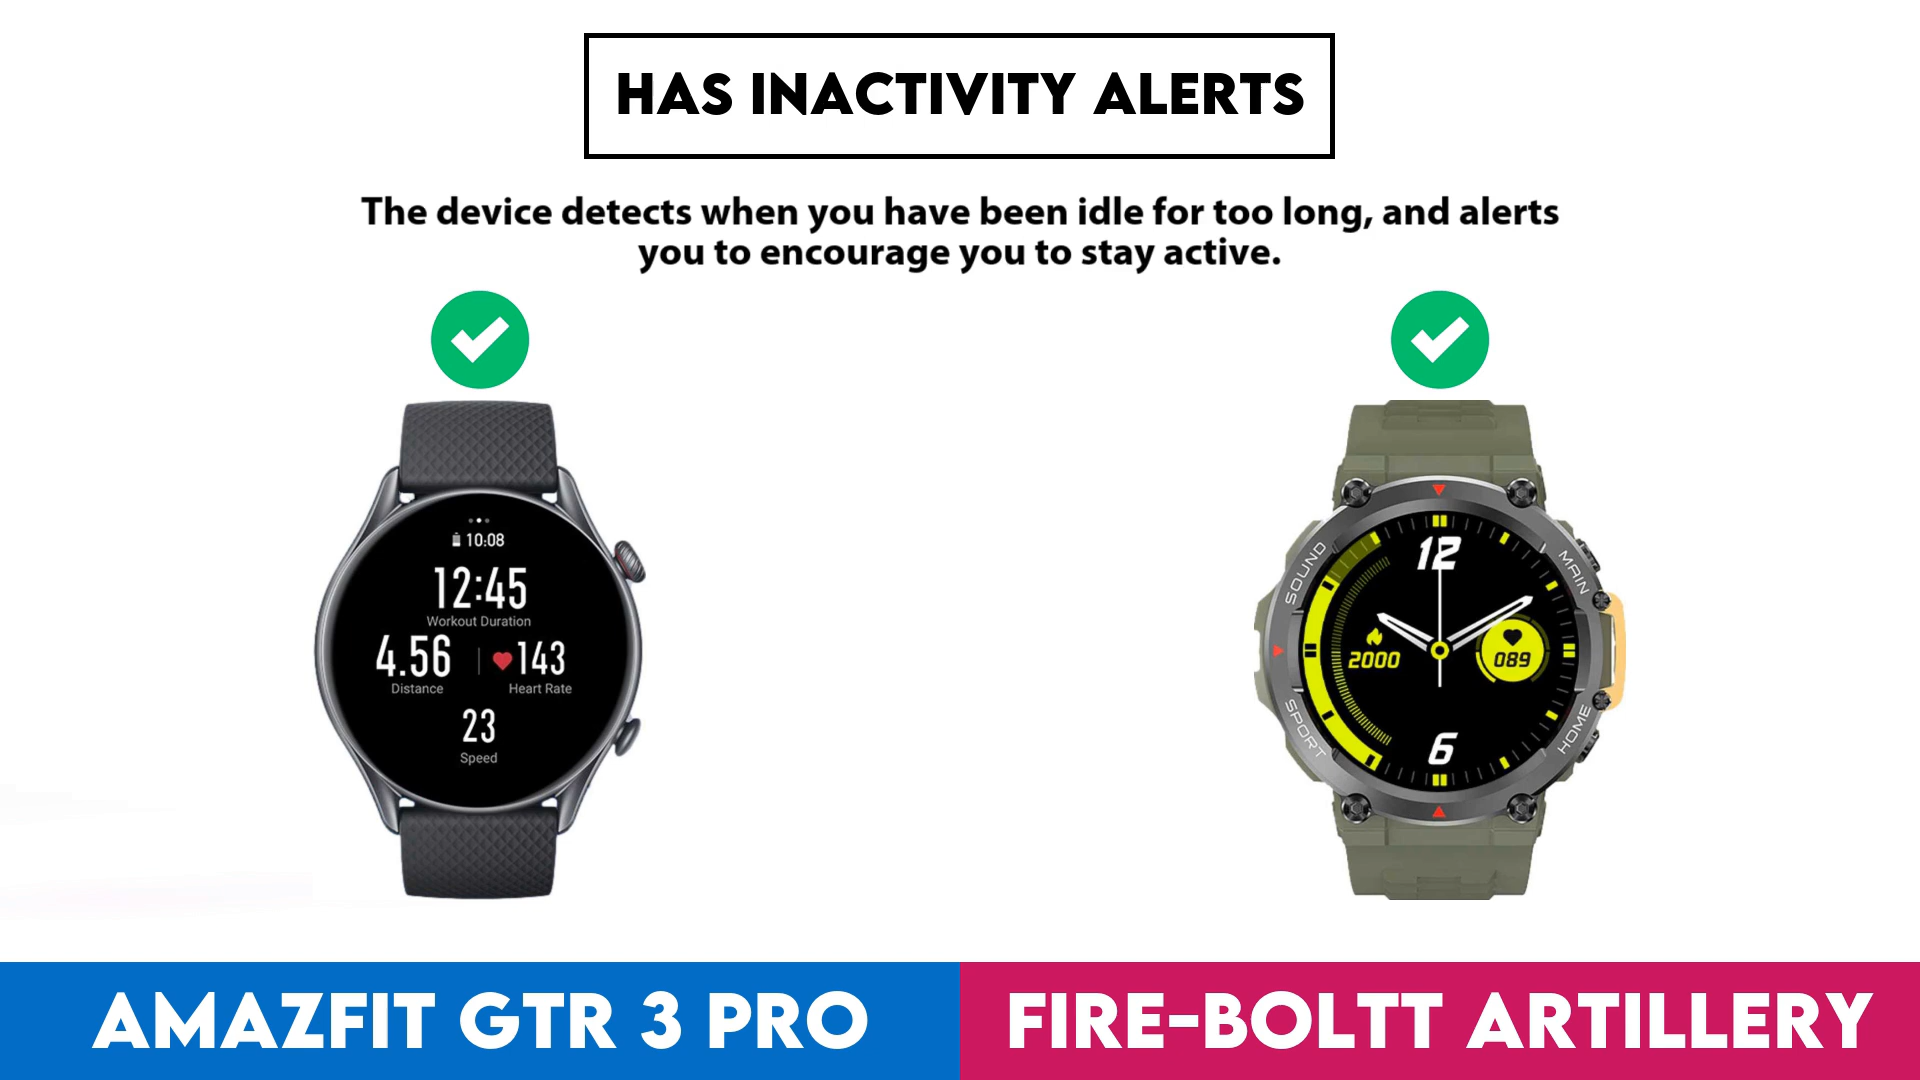 HAS INACTIVITY ALERTS
The device detects when you have been idle for too long, and alerts
you to encourage you to stay active.
10:08
12:45
Workout Duration
4.56 143
Distance Heart Rate
23
Speed
12
SOUND MAIN
2000 089
SPORT HOME
6
AMAZFIT GTR 3 PRO
FIRE-BOLTT ARTILLERY